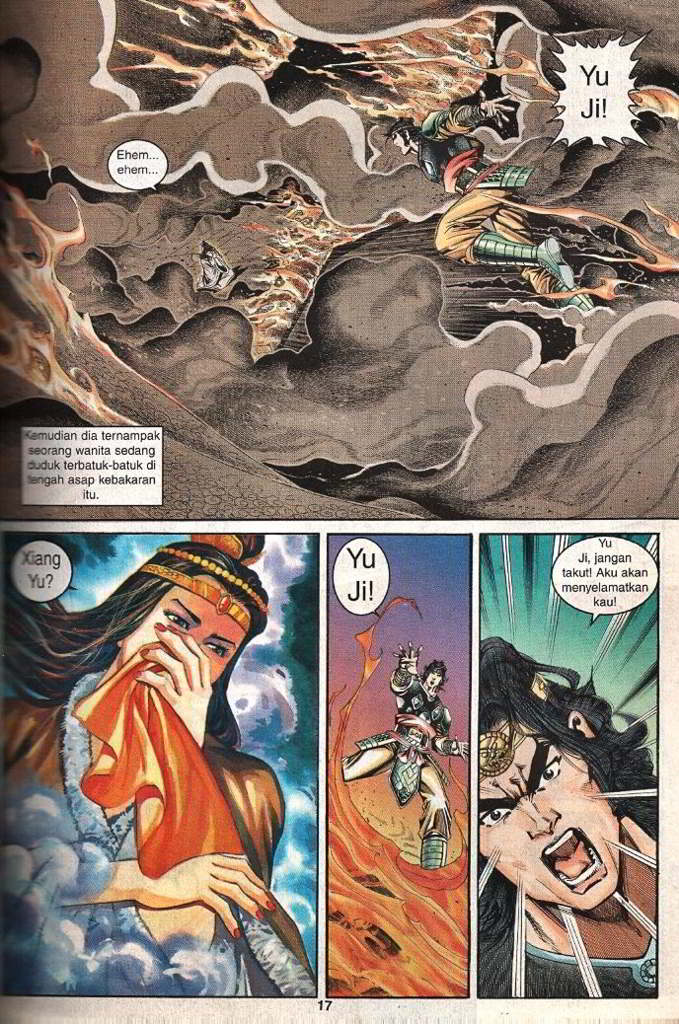 Yu
Ji!
Ehem...
ehem...
Kemudian dia ternampak
seorang wanita sedang
duduk terbatuk-batuk di
tengah asap kebakaran
itu.
Xiang
Yu?
Yu
Ji!
Yu
Ji, jangan
takut! Aku akan
menyelamatkan
kau!
17